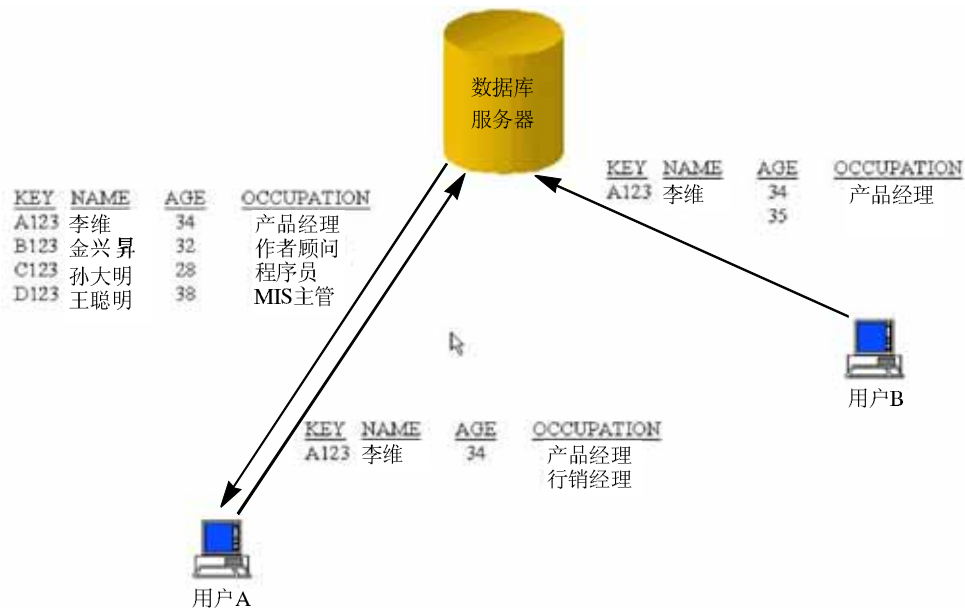 数据库
服务器
KEY NAME AGE OCCUPATION
A123 李维 34 产品经理
35
KEY NAME AGE OCCUPATION
A123 李维 34 产品经理
B123 金兴昇 32 作者顾问
C123 孙大明 28 程序员
D123 王聪明 38 MIS主管
用户B
KEY NAME AGE OCCUPATION
A123 李维 34 产品经理
行销经理
用户A